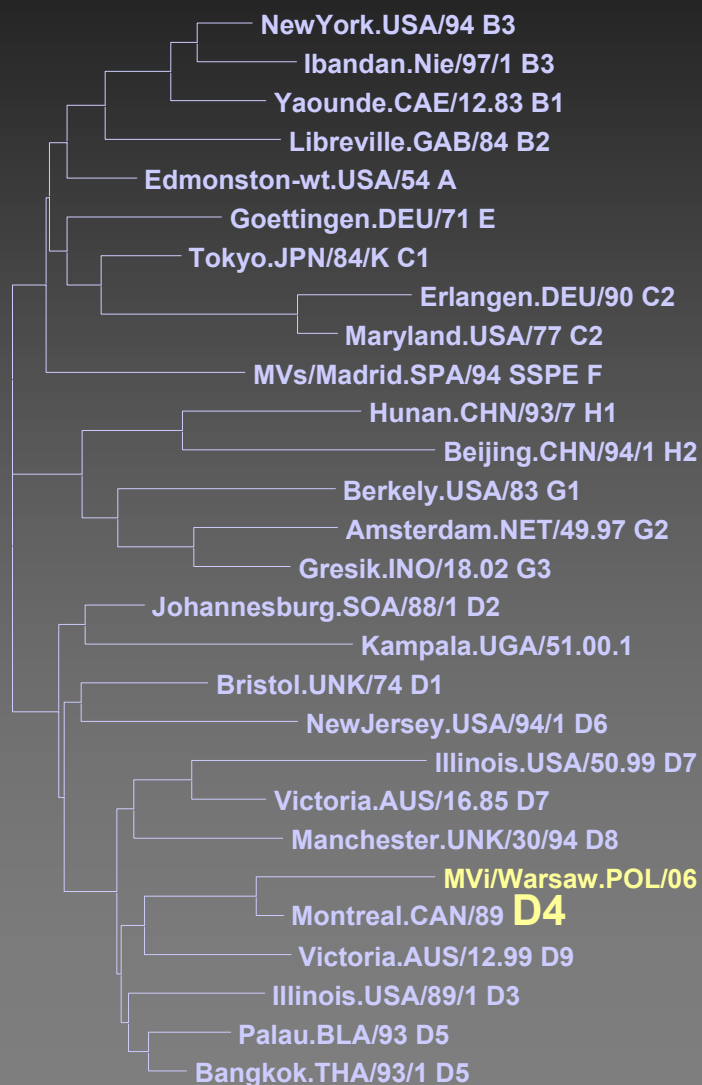 NewYork.USA/94 B3
Ibandan.Nie/97/1 B3
Yaounde.CAE/12.83 B1
Libreville.GAB/84 B2
Edmonston-wt.USA/54 A
Goettingen.DEU/71 E
Tokyo.JPN/84/K C1
Erlangen.DEU/90 C2
Maryland.USA/77 C2
MVs/Madrid.SPA/94 SSPE F
Hunan.CHN/93/7 H1
Beijing.CHN/94/1 H2
Berkely.USA/83 G1
Amsterdam.NET/49.97 G2
Gresik.INO/18.02 G3
Johannesburg.SOA/88/1 D2
Kampala.UGA/51.00.1
Bristol.UNK/74 D1
NewJersey.USA/94/1 D6
Illinois.USA/50.99 D7
Victoria.AUS/16.85 D7
Manchester.UNK/30/94 D8
MVi/Warsaw.POL/06
Montreal.CAN/89 D4
Victoria.AUS/12.99 D9
Illinois.USA/89/1 D3
Palau.BLA/93 D5
Bangkok.THA/93/1 D5